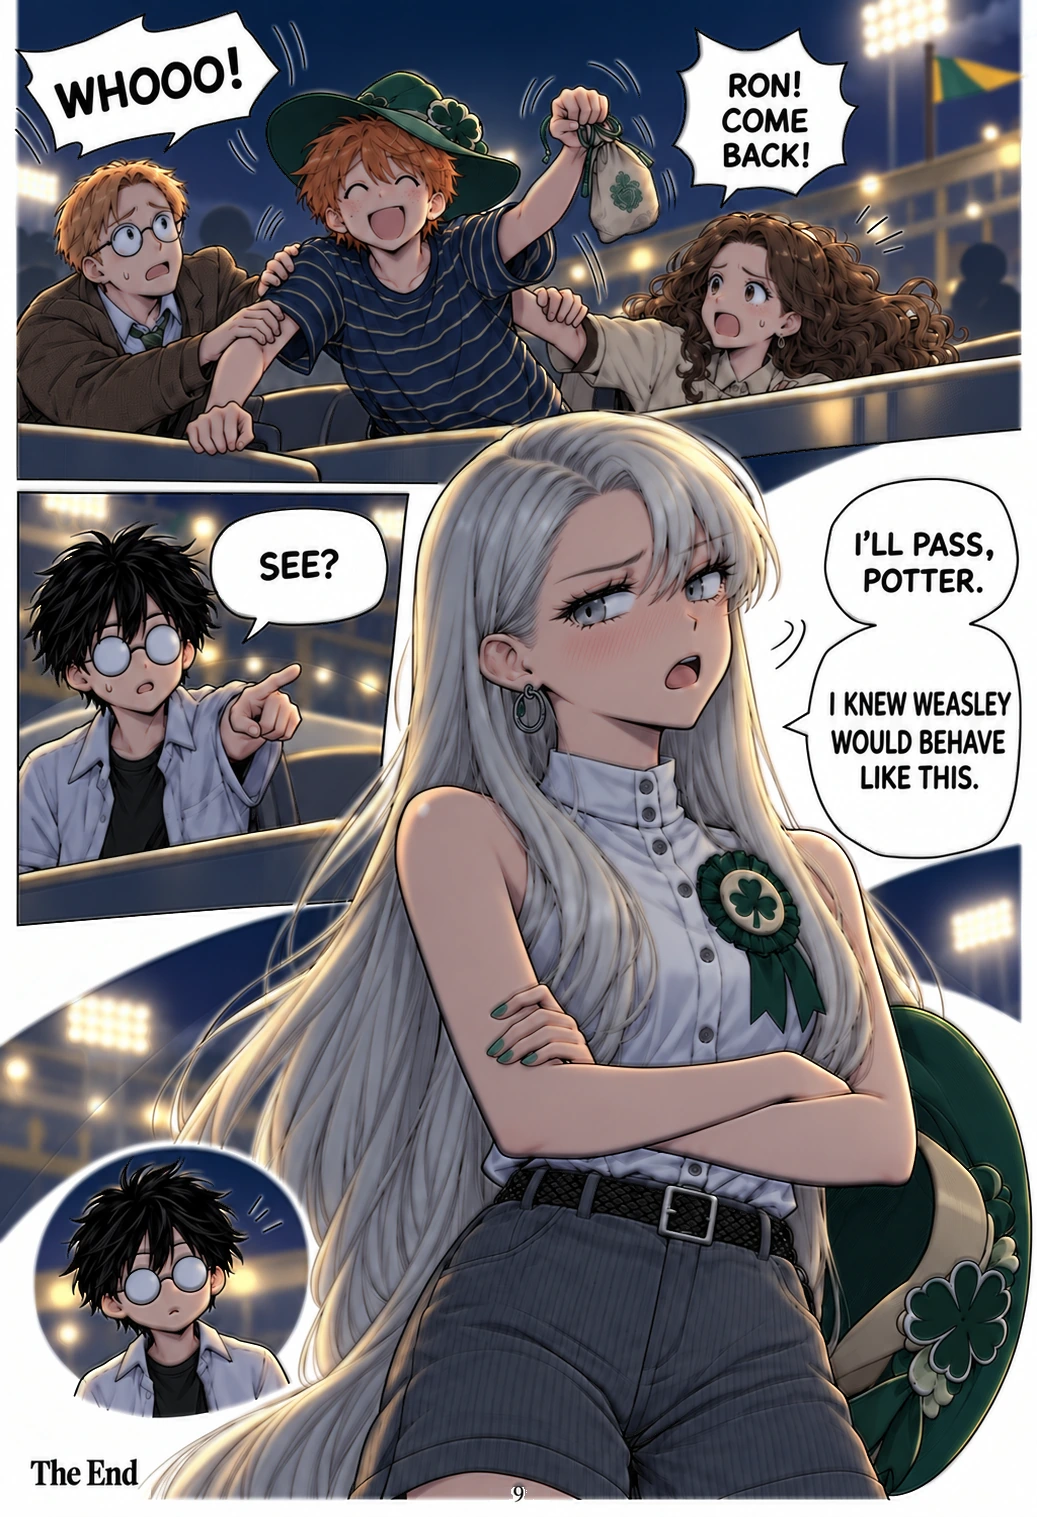 WHOOO!
RON!
COME
BACK!
SEE?
I'LL PASS,
POTTER.
I KNEW WEASLEY
WOULD BEHAVE
LIKE THIS.
The End
9